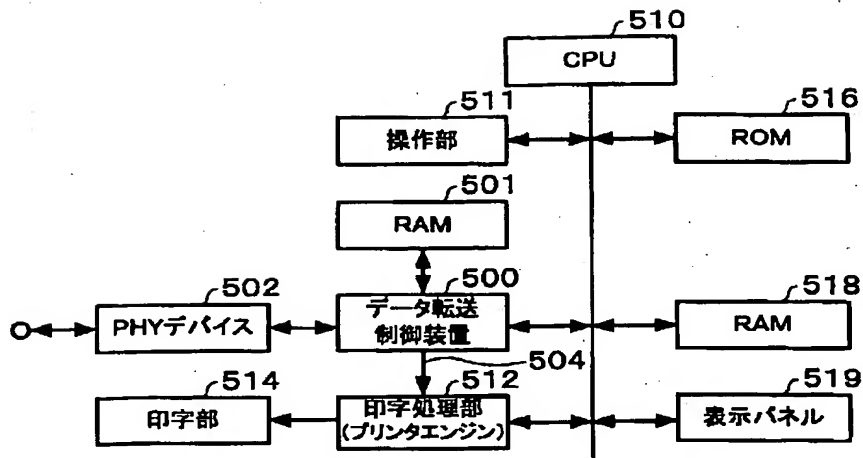 510
CPU
511
操作部
516
ROM
501
RAM
502
PHYデバイス
500
データ転送
制御装置
518
RAM
504
514
印字部
512
印字処理部
(プリンタエンジン)
519
表示パネル